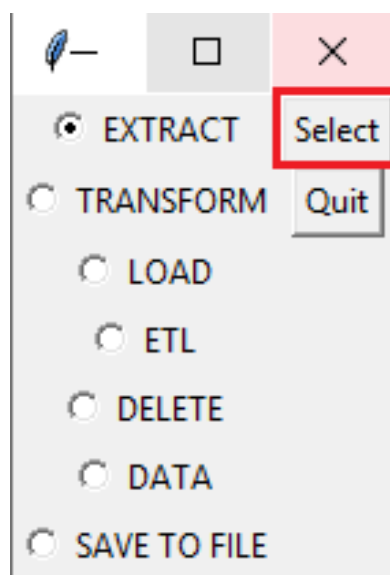 EXTRACT Select
TRANSFORM Quit
LOAD
ETL
DELETE
DATA
SAVE TO FILE